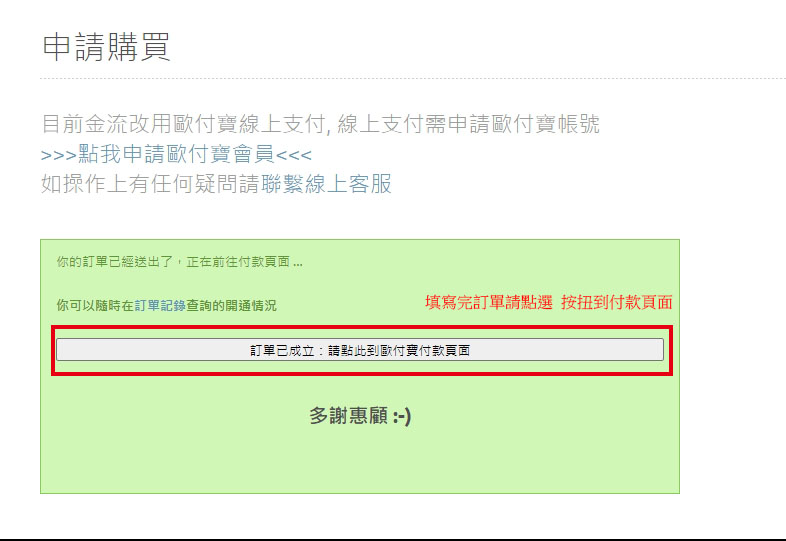 申請購買
目前金流改用歐付寶線上支付, 線上支付需申請歐付寶帳號
>>>點我申請歐付寶會員<<<
如操作上有任何疑問請聯繫線上客服
你的訂單已經送出了，正在前往付款頁面 ...
你可以隨時在訂單記錄查詢的開通情況
填寫完訂單請點選 按扭到付款頁面
訂單已成立：請點此到歐付寶付款頁面
多謝惠顧 :-)